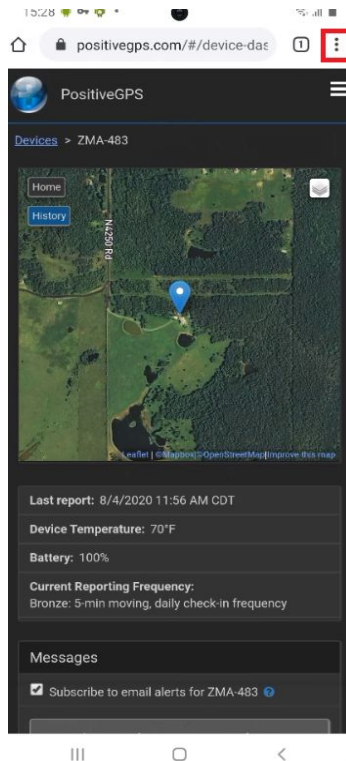 15:28
positivegps.com/#/device-das
1
PositiveGPS
Devices > ZMA-483
Home
History
N4250 Rd
Leaflet | ©Mapbox ©OpenStreetMap Improve this map
Last report: 8/4/2020 11:56 AM CDT
Device Temperature: 70°F
Battery: 100%
Current Reporting Frequency:
Bronze: 5-min moving, daily check-in frequency
Messages
Subscribe to email alerts for ZMA-483